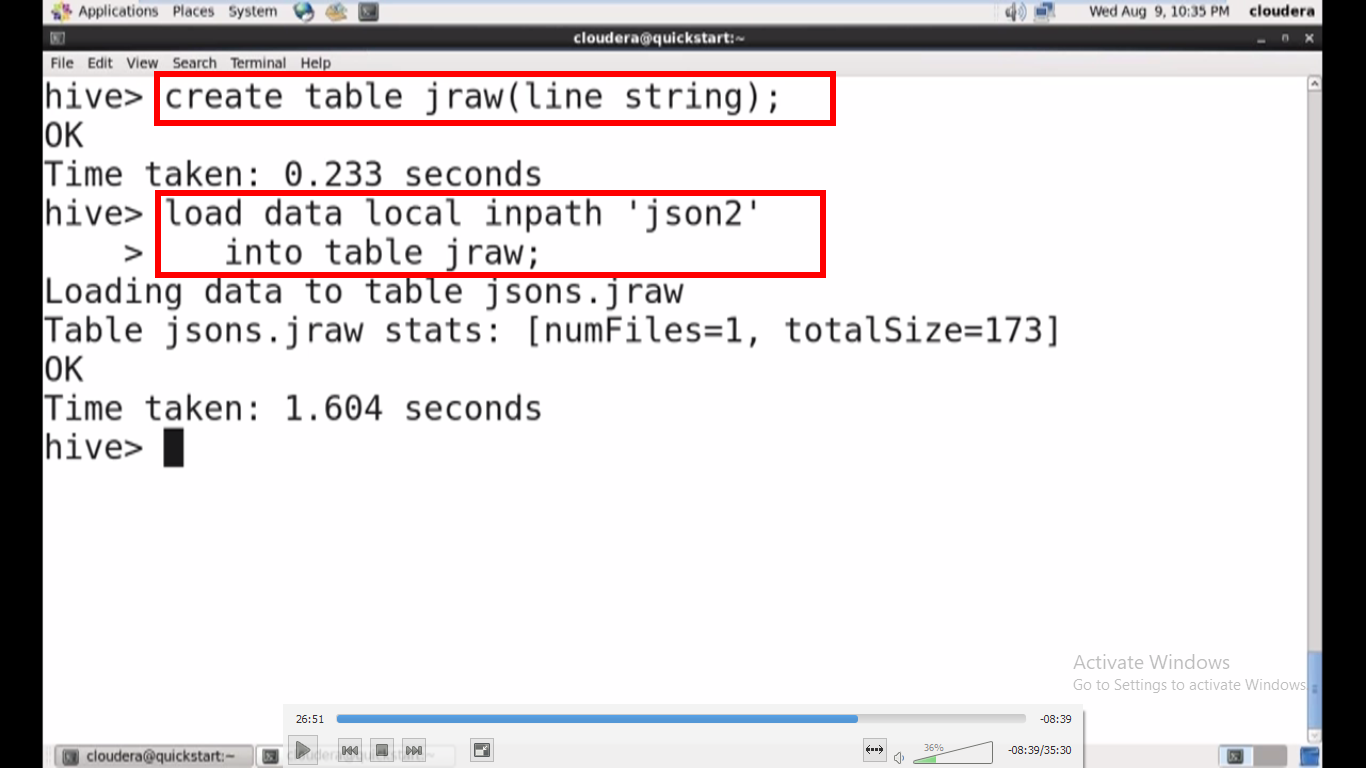 Applications Places System Wed Aug 9, 10:35 PM cloudera
cloudera@quickstart:~
File Edit View Search Terminal Help
hive> create table jraw(line string);
OK
Time taken: 0.233 seconds
hive> load data local inpath 'json2'
    >    into table jraw;
Loading data to table jsons.jraw
Table jsons.jraw stats: [numFiles=1, totalSize=173]
OK
Time taken: 1.604 seconds
hive>
Activate Windows
Go to Settings to activate Windows
26:51 -08:39
36% -08:39/35:30
cloudera@quickstart:~ cloudera@quickstart:~